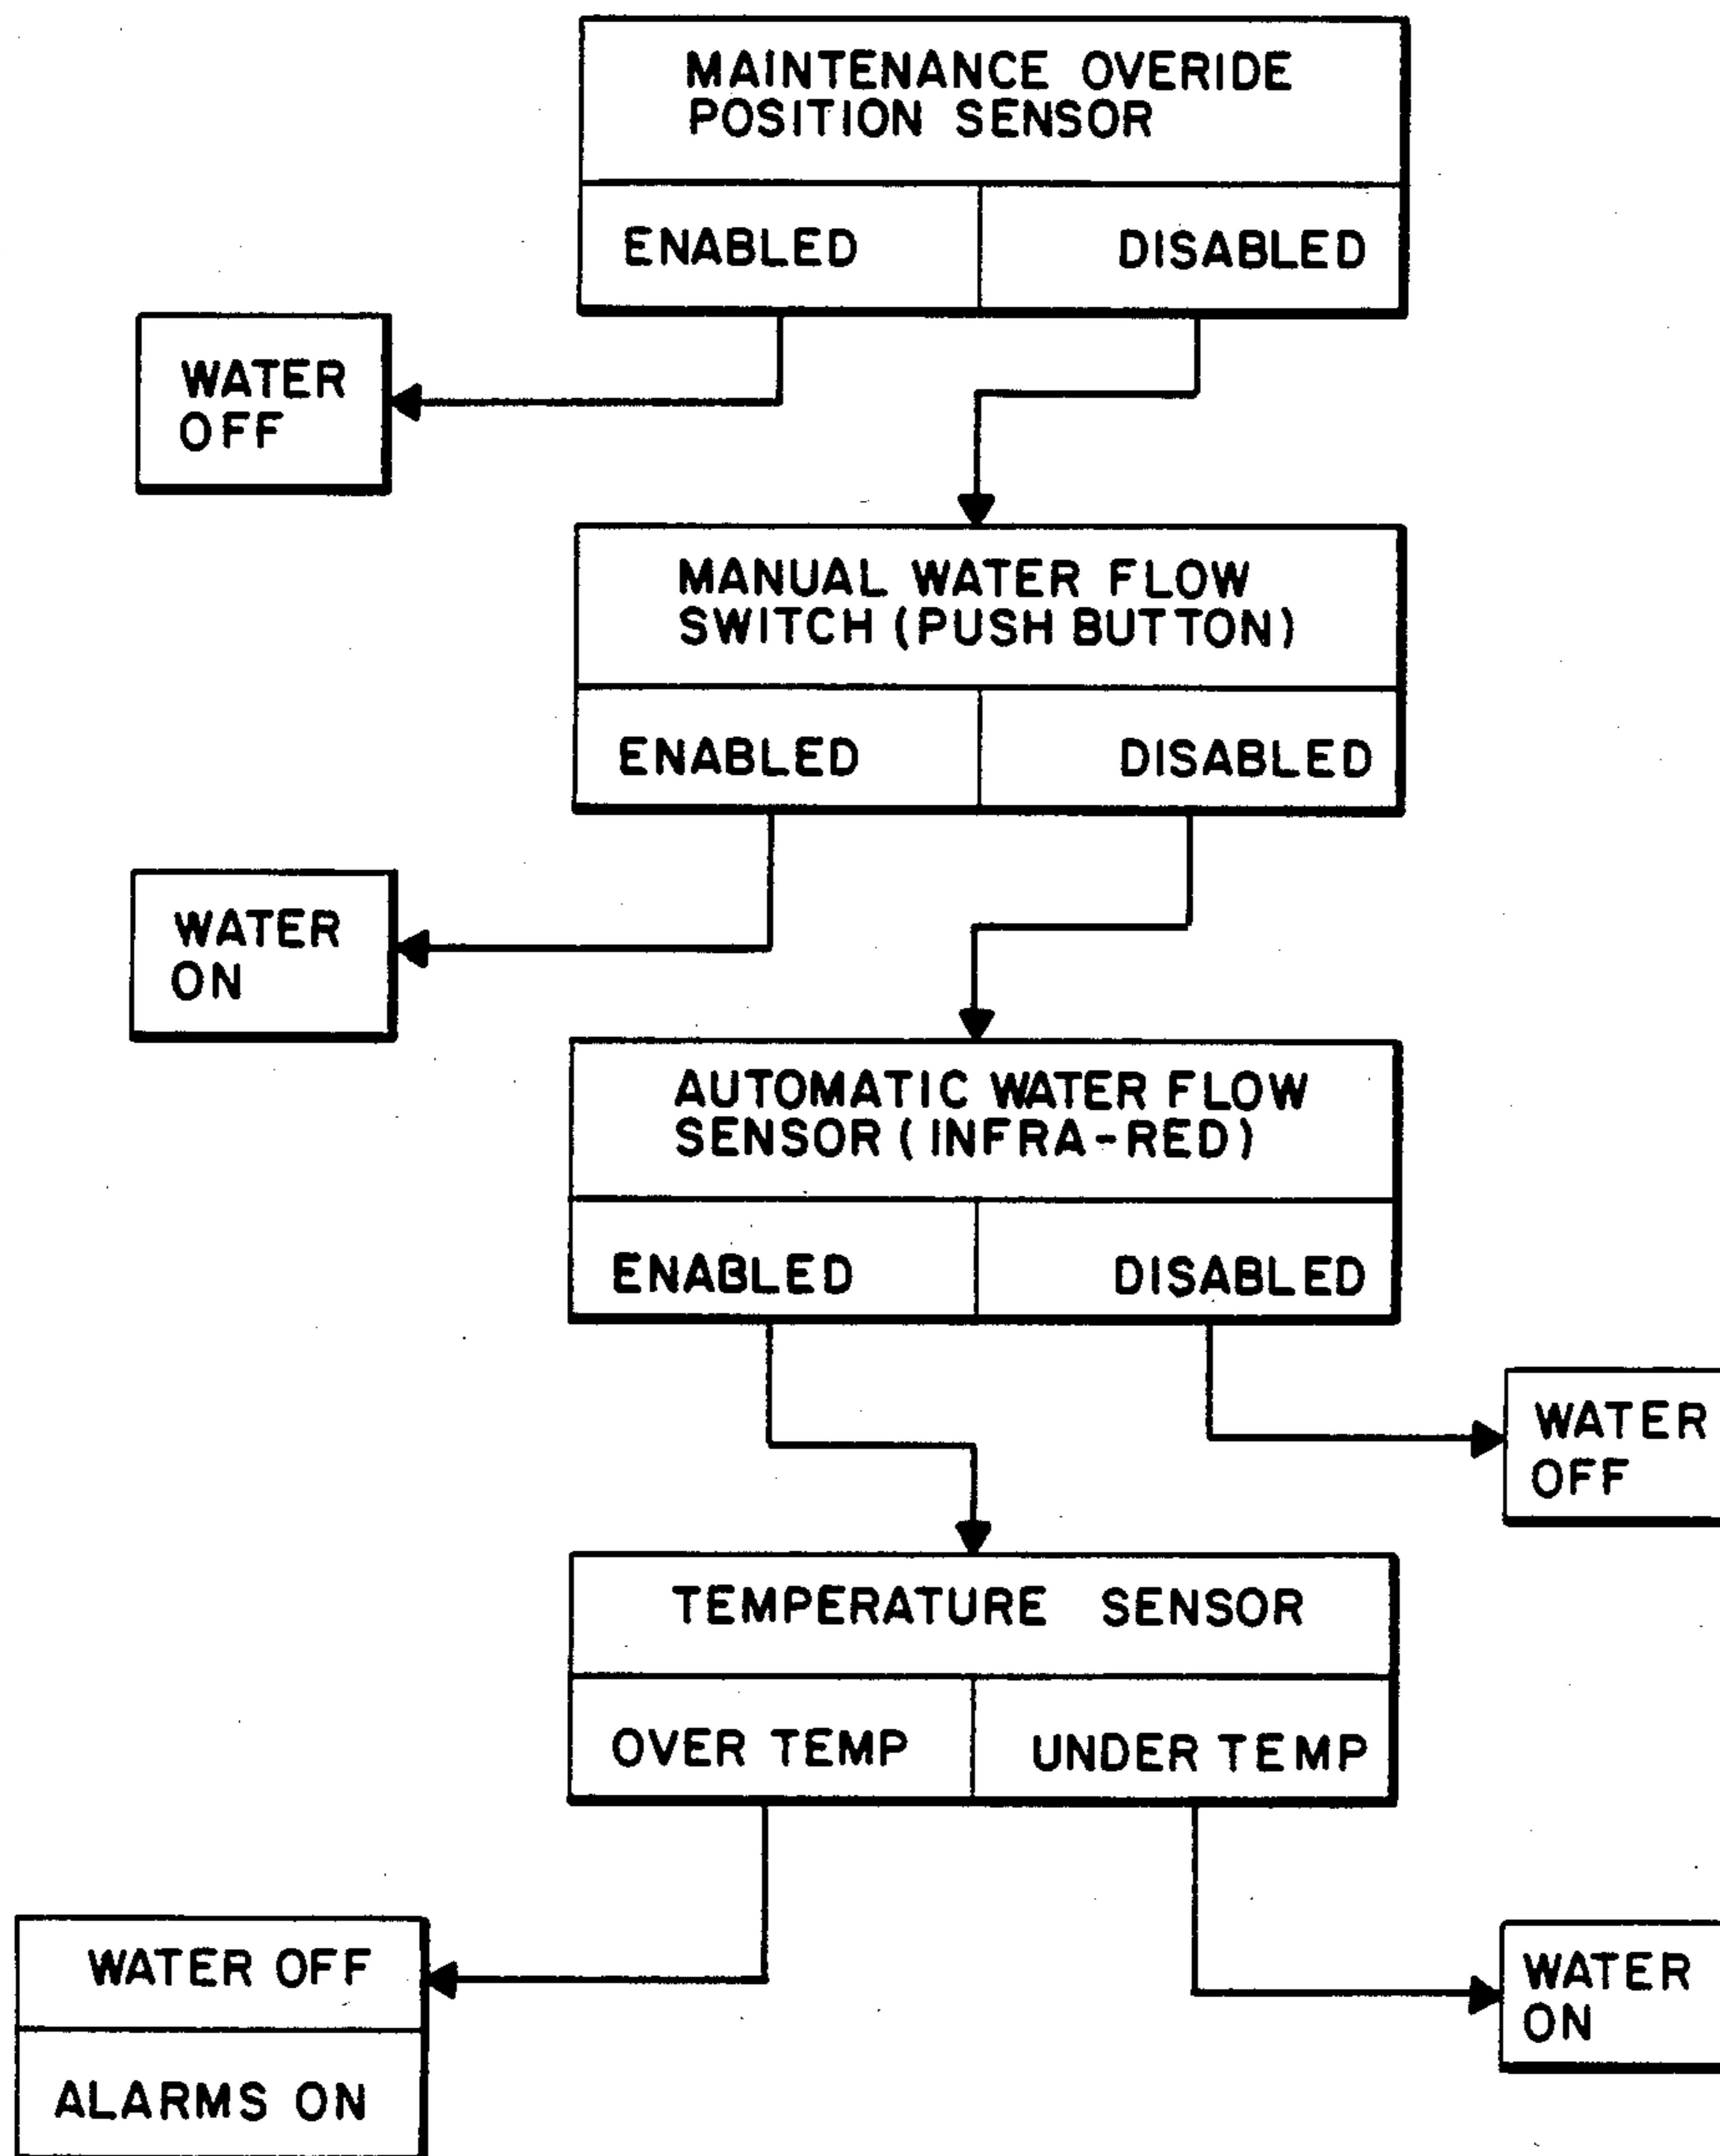 MAINTENANCE OVERIDE
POSITION SENSOR
ENABLED
DISABLED
WATER
OFF
MANUAL WATER FLOW
SWITCH (PUSH BUTTON)
ENABLED
DISABLED
WATER
ON
AUTOMATIC WATER FLOW
SENSOR (INFRA-RED)
ENABLED
DISABLED
WATER
OFF
TEMPERATURE SENSOR
OVER TEMP
UNDER TEMP
WATER OFF
ALARMS ON
WATER
ON